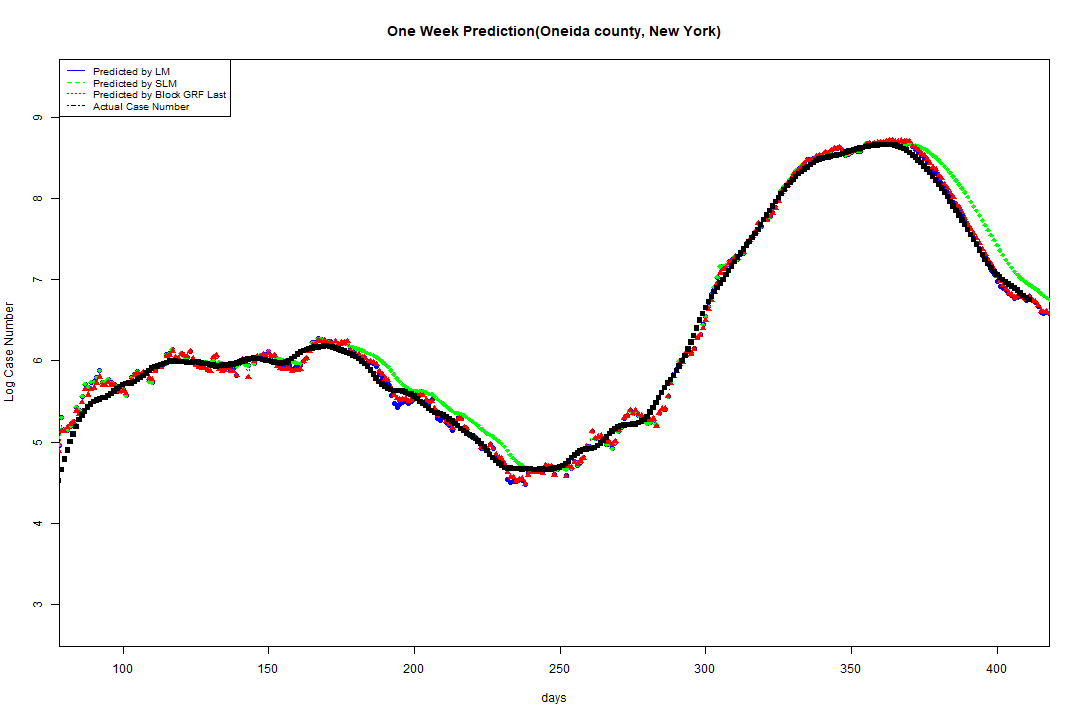 One Week Prediction(Oneida county, New York)
Predicted by LM
Predicted by SLM
Predicted by Block GRF Last
Actual Case Number
9
8
7
6
5
4
3
Log Case Number
100 150 200 250 300 350 400
days